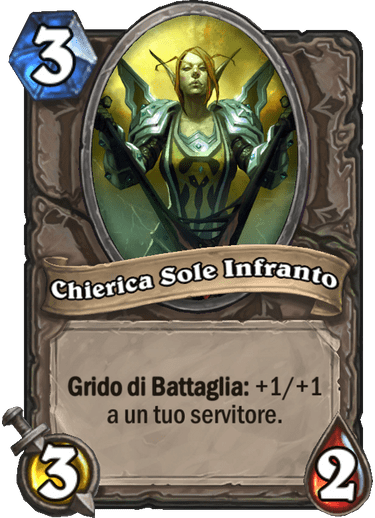 3
Chierica Sole Infranto
Grido di Battaglia: +1/+1
a un tuo servitore.
3
2